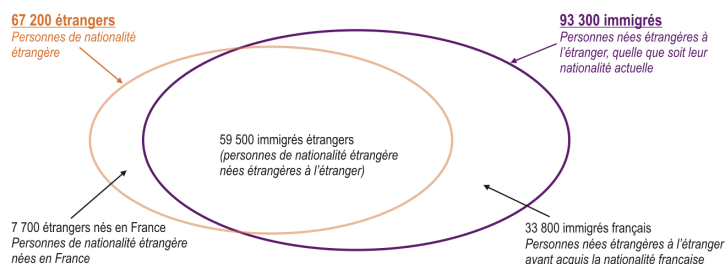 67 200 étrangers
Personnes de nationalité
étrangère
93 300 immigrés
Personnes nées étrangères à
l'étranger, quelle que soit leur
nationalité actuelle
59 500 immigrés étrangers
(personnes de nationalité étrangère
nées étrangères à l'étranger)
7 700 étrangers nés en France
Personnes de nationalité étrangère
nées en France
33 800 immigrés français
Personnes nées étrangères à l'étranger
ayant acquis la nationalité française